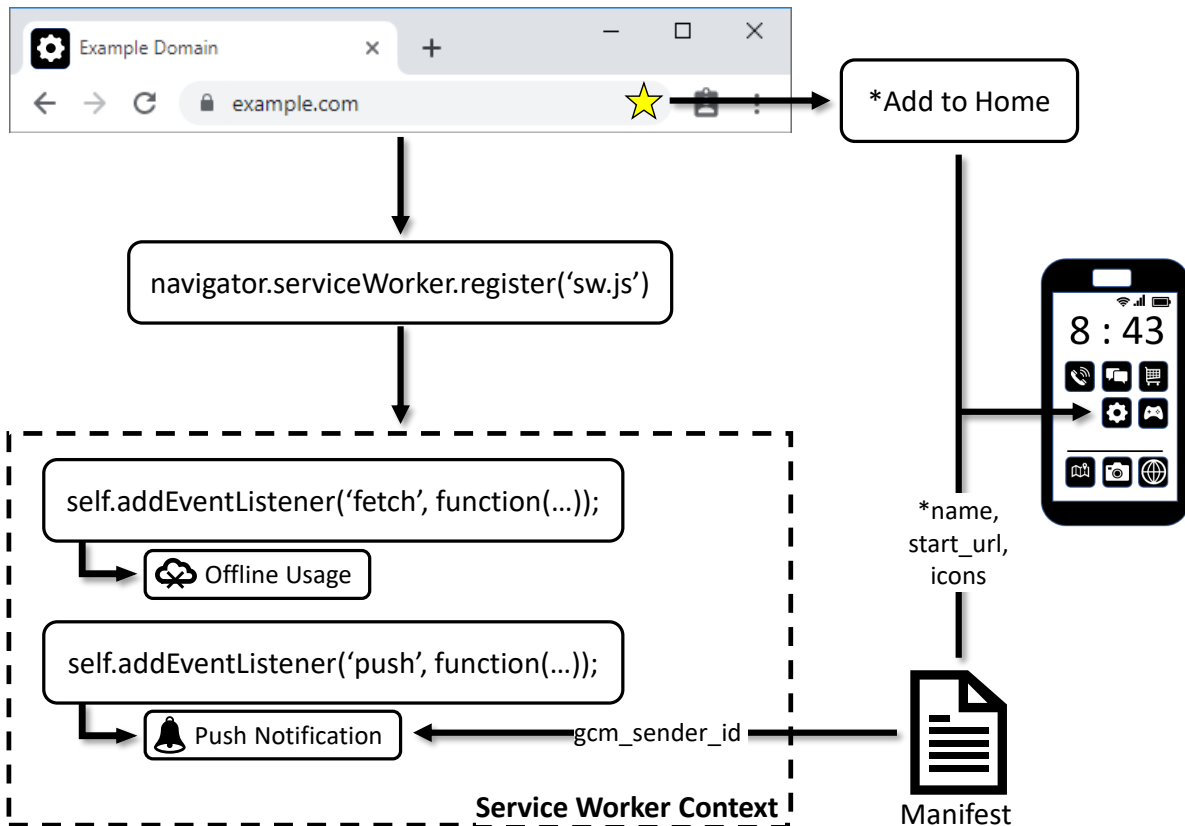 Example Domain
example.com
*Add to Home
navigator.serviceWorker.register(‘sw.js’)
8 : 43
self.addEventListener(‘fetch’, function(…));
Offline Usage
*name,
start_url,
icons
self.addEventListener(‘push’, function(…));
Push Notification
gcm_sender_id
Service Worker Context
Manifest